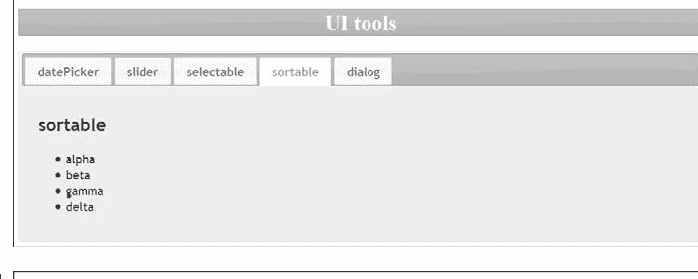 UI tools
datePicker slider selectable sortable dialog
sortable
alpha
beta
gamma
delta